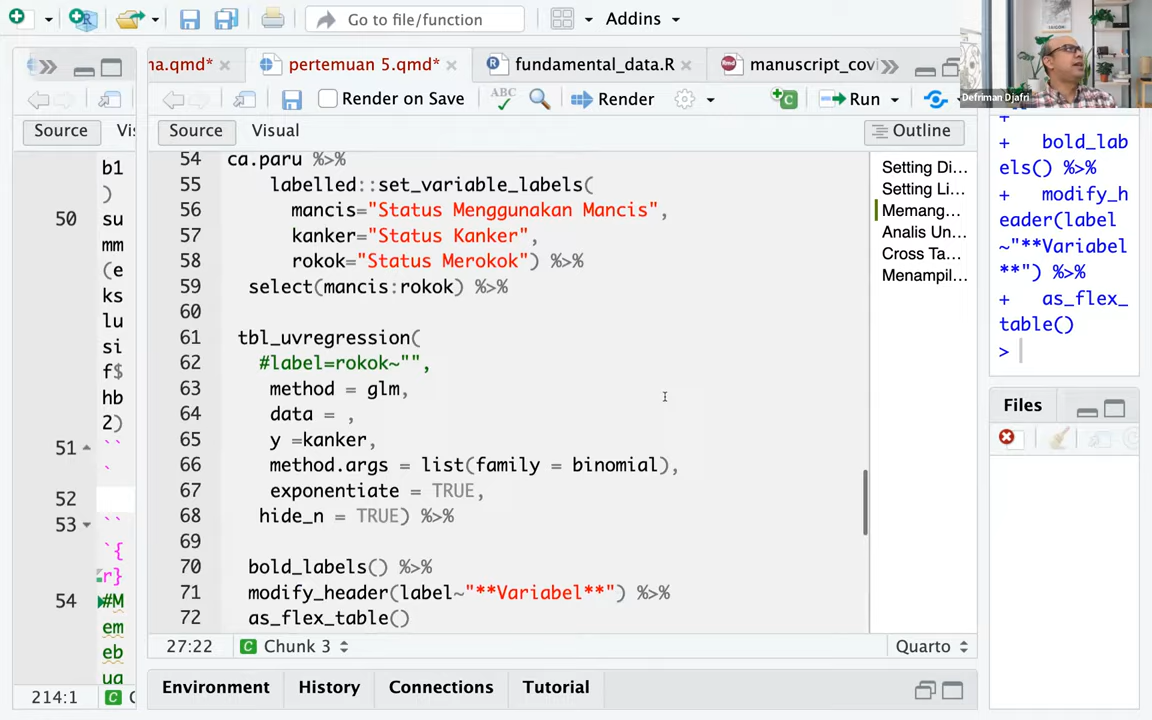 Go to file/function
Addins
Defriman Djafri
na.qmd*
pertemuan 5.qmd*
fundamental_data.R
manuscript_covi
Render on Save
ABC
Render
Run
Source
Vis
Source
Visual
Outline
b1
)
50 su
mm
(e
ks
lu
si
f$
hb
2)
51 ``
`
52
53 ``
`{
r}
54 #M
em
eb
ua
214:1
54 ca.paru %>%
55 labelled::set_variable_labels(
56 mancis="Status Menggunakan Mancis",
57 kanker="Status Kanker",
58 rokok="Status Merokok") %>%
59 select(mancis:rokok) %>%
60
61 tbl_uvregression(
62 #label=rokok~"",
63 method = glm,
64 data = ,
65 y =kanker,
66 method.args = list(family = binomial),
67 exponentiate = TRUE,
68 hide_n = TRUE) %>%
69
70 bold_labels() %>%
71 modify_header(label~"**Variabel**") %>%
72 as_flex_table()
27:22
Chunk 3
Quarto
Setting Di...
Setting Li...
Memang...
Analis Un...
Cross Ta...
Menampil...
+
+ bold_lab
els() %>%
+ modify_h
eader(label
~"**Variabel
**") %>%
+ as_flex_
table()
>
Files
Environment
History
Connections
Tutorial